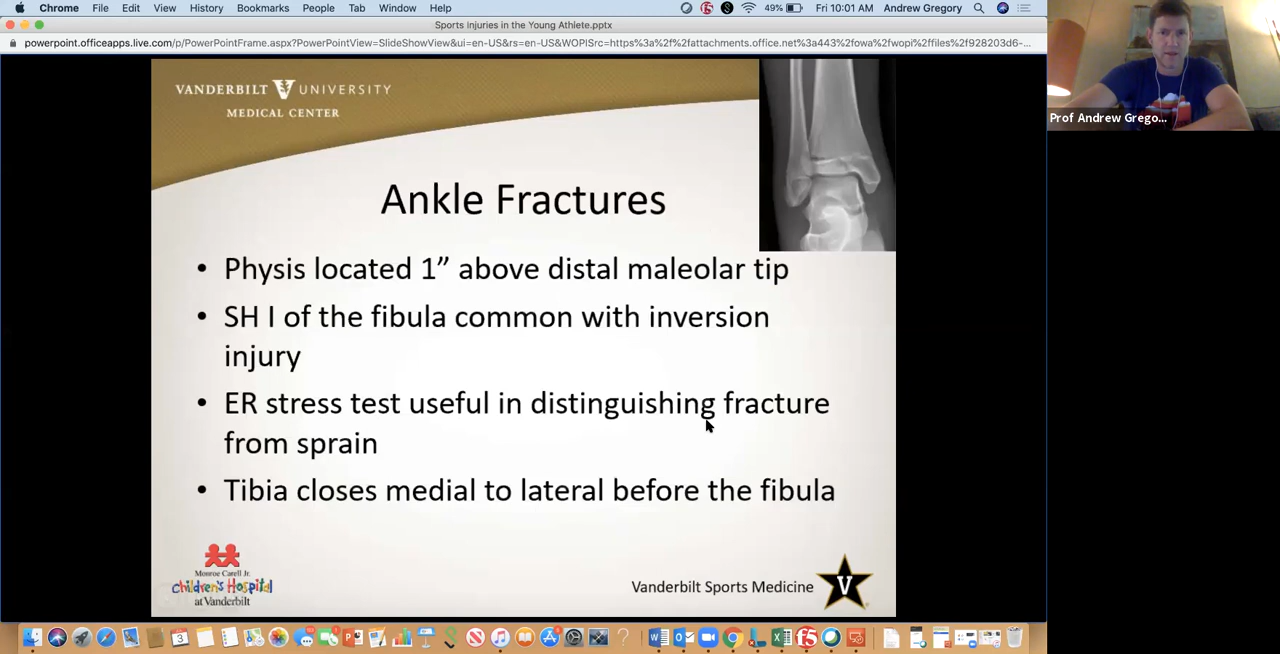 Chrome File Edit View History Bookmarks People Tab Window Help 49% Fri 10:01 AM Andrew Gregory
Sports Injuries in the Young Athlete.pptx
powerpoint.officeapps.live.com/p/PowerPointFrame.aspx?PowerPointView=SlideShowView&ui=en-US&rs=en-US&WOPISrc=https%3a%2f%2fattachments.office.net%3a443%2fowa%2fwopi%2ffiles%2f928203d6-...
VANDERBILT V UNIVERSITY
MEDICAL CENTER
Prof Andrew Grego...
Ankle Fractures
• Physis located 1” above distal maleolar tip
• SH I of the fibula common with inversion
injury
• ER stress test useful in distinguishing fracture
from sprain
• Tibia closes medial to lateral before the fibula
Monroe Carell Jr.
Children's Hospital
at Vanderbilt
Vanderbilt Sports Medicine V